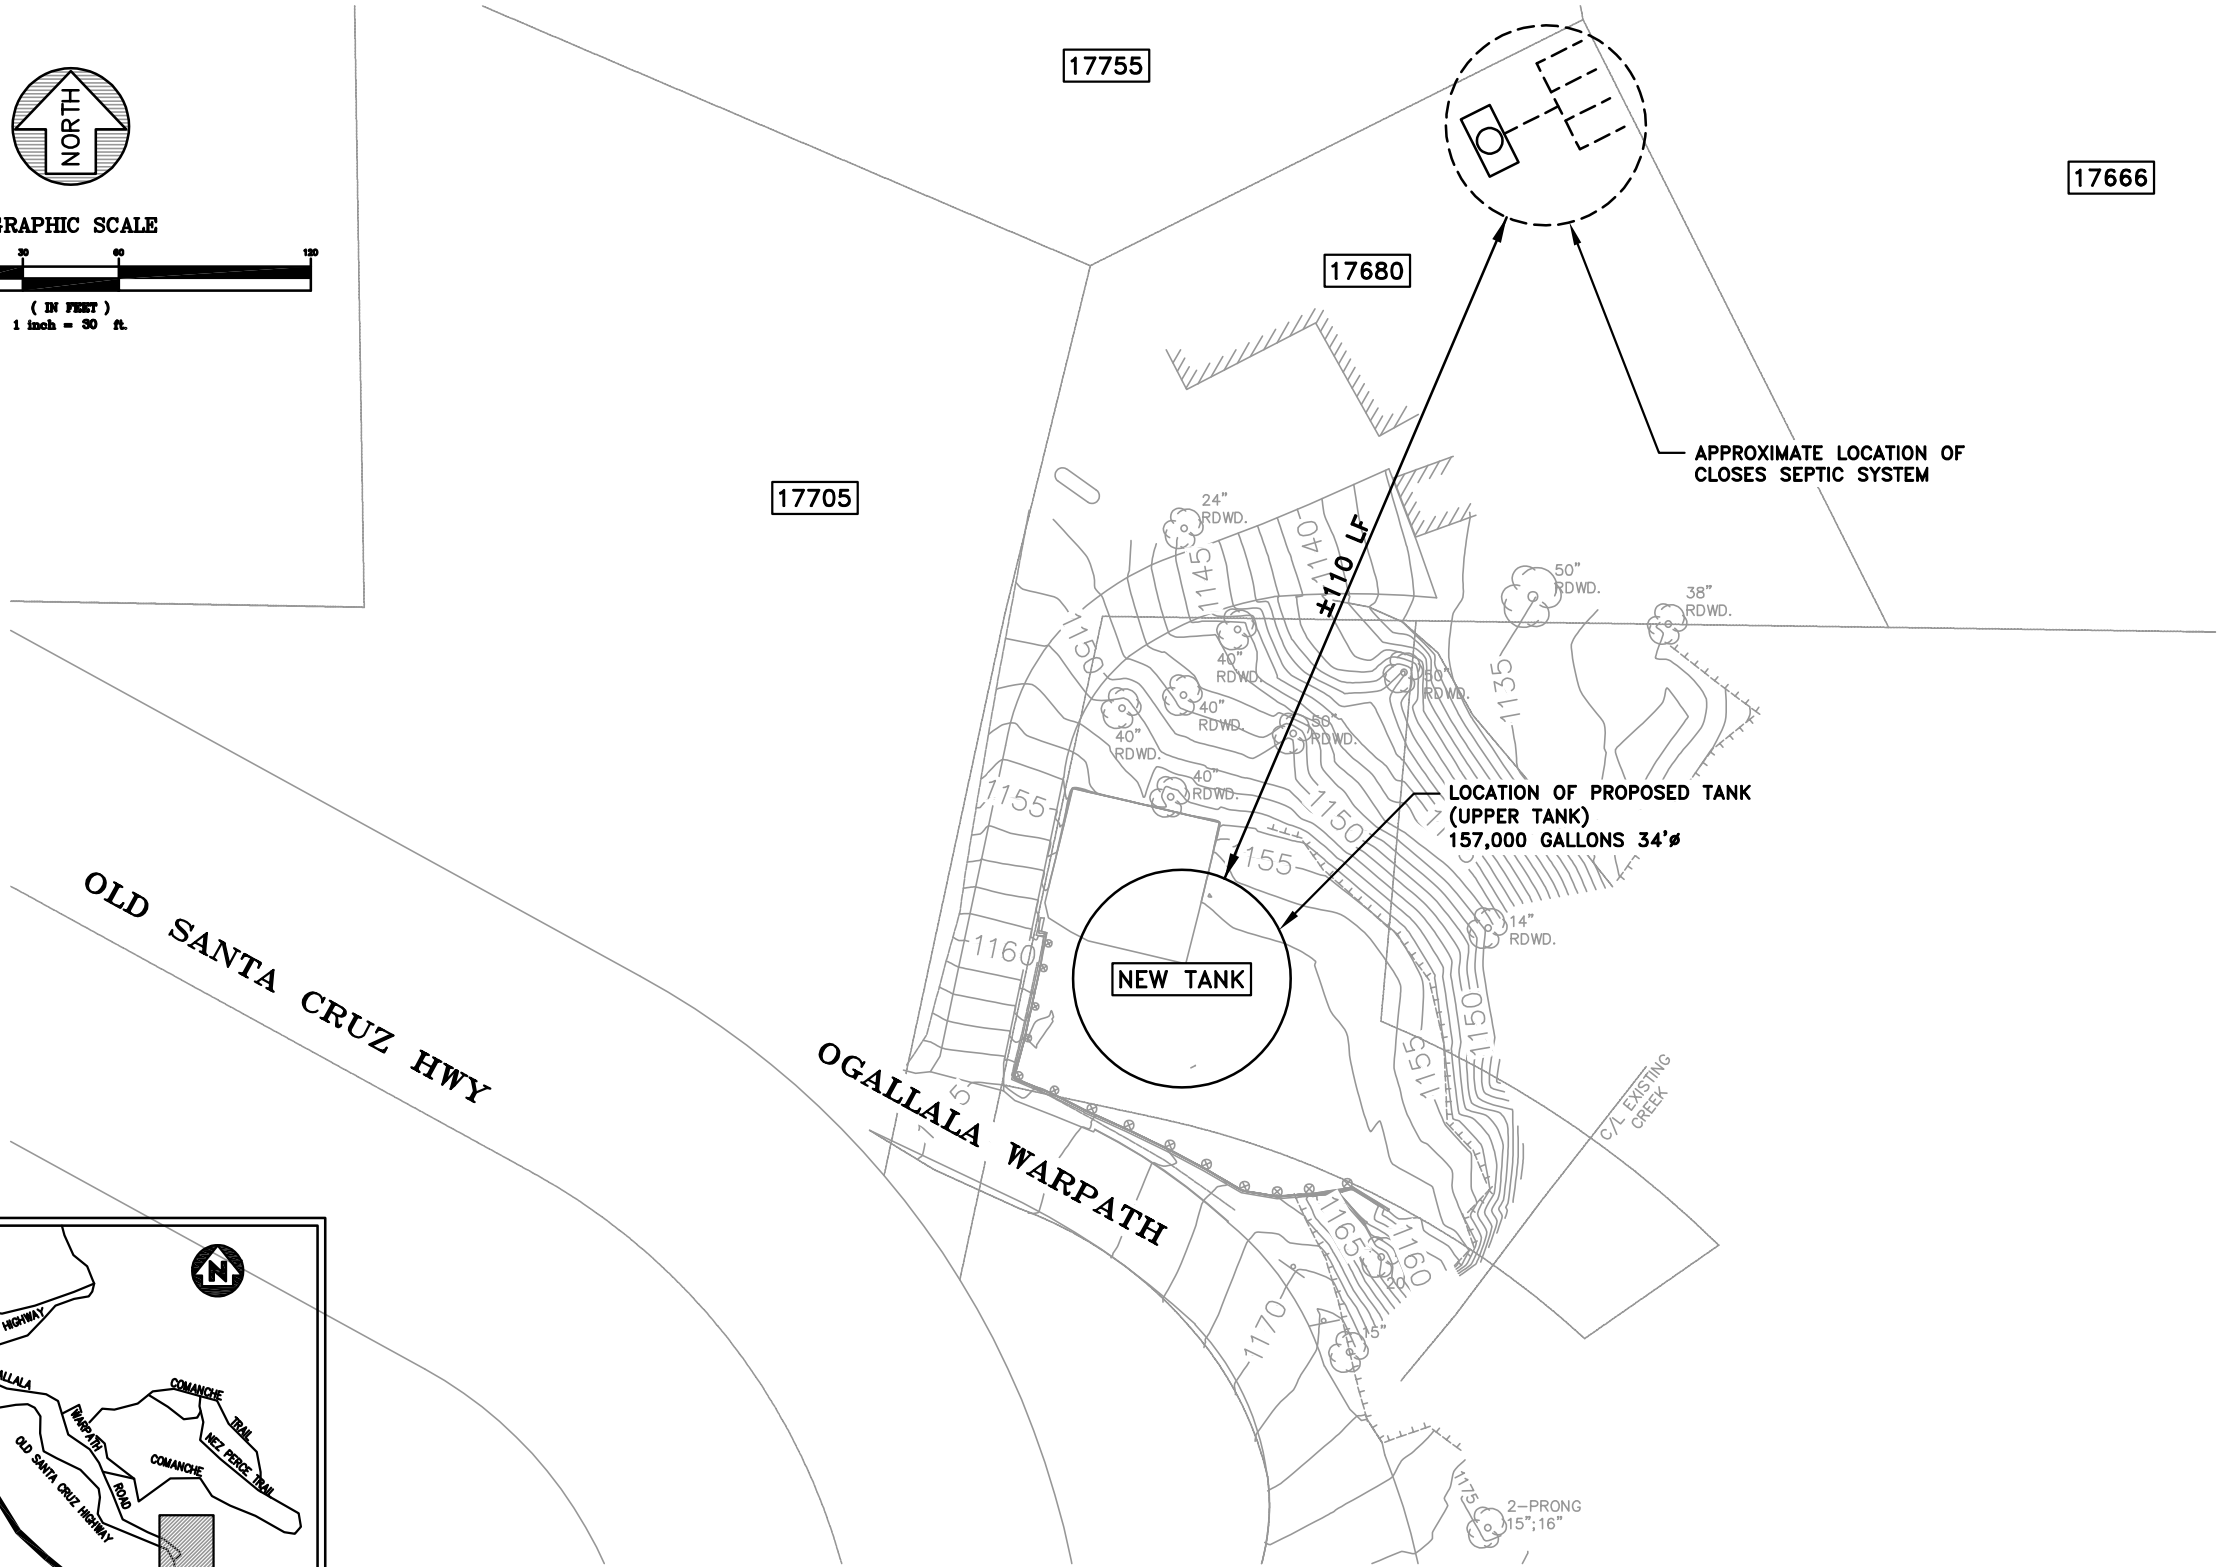 17755
NORTH
17666
GRAPHIC SCALE
30 60 120
( IN FEET )
1 inch = 30 ft.
17680
APPROXIMATE LOCATION OF
CLOSES SEPTIC SYSTEM
17705
24"
RDWD.
1145
1140
±110 LF
50"
RDWD.
38"
RDWD.
1150
40"
RDWD.
50"
RDWD.
1135
40"
RDWD.
40"
RDWD.
50"
RDWD.
40"
RDWD.
1155
1150
LOCATION OF PROPOSED TANK
(UPPER TANK)
157,000 GALLONS 34'ø
1155
OLD SANTA CRUZ HWY
14"
RDWD.
1160
NEW TANK
1150
1155
OGALLALA WARPATH
C/L EXISTING
CREEK
1165
1160
20
1170
15"
N
HIGHWAY
ALLALA
WARPATH
ROAD
COMANCHE
TRAIL
NEZ PERCE TRAIL
COMANCHE
OLD SANTA CRUZ HIGHWAY
1175
2-PRONG
15";16"